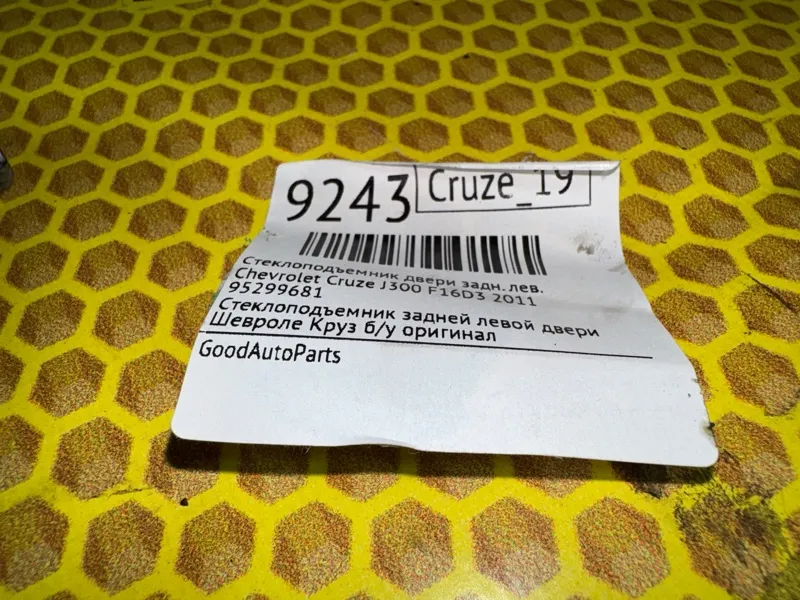 9243 Cruze_19
Стеклоподъемник двери задн. лев.
Chevrolet Cruze J300 F16D3 2011
95299681
Стеклоподъемник задней левой двери
Шевроле Круз б/у оригинал
GoodAutoParts